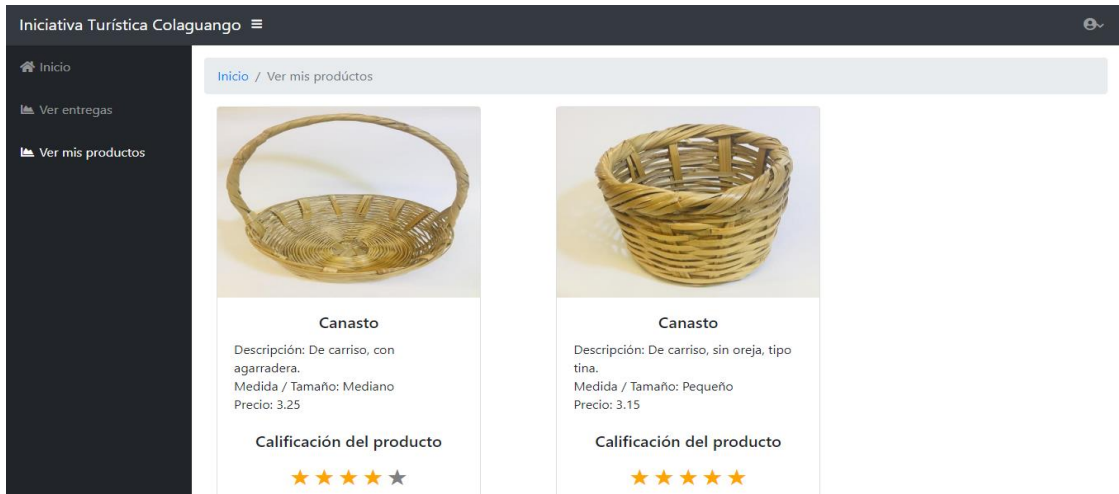 Iniciativa Turística Colaguango
Inicio
Ver entregas
Ver mis productos
Inicio / Ver mis prodúctos
Canasto
Descripción: De carriso, con
agarradera.
Medida / Tamaño: Mediano
Precio: 3.25
Calificación del producto
Canasto
Descripción: De carriso, sin oreja, tipo
tina.
Medida / Tamaño: Pequeño
Precio: 3.15
Calificación del producto